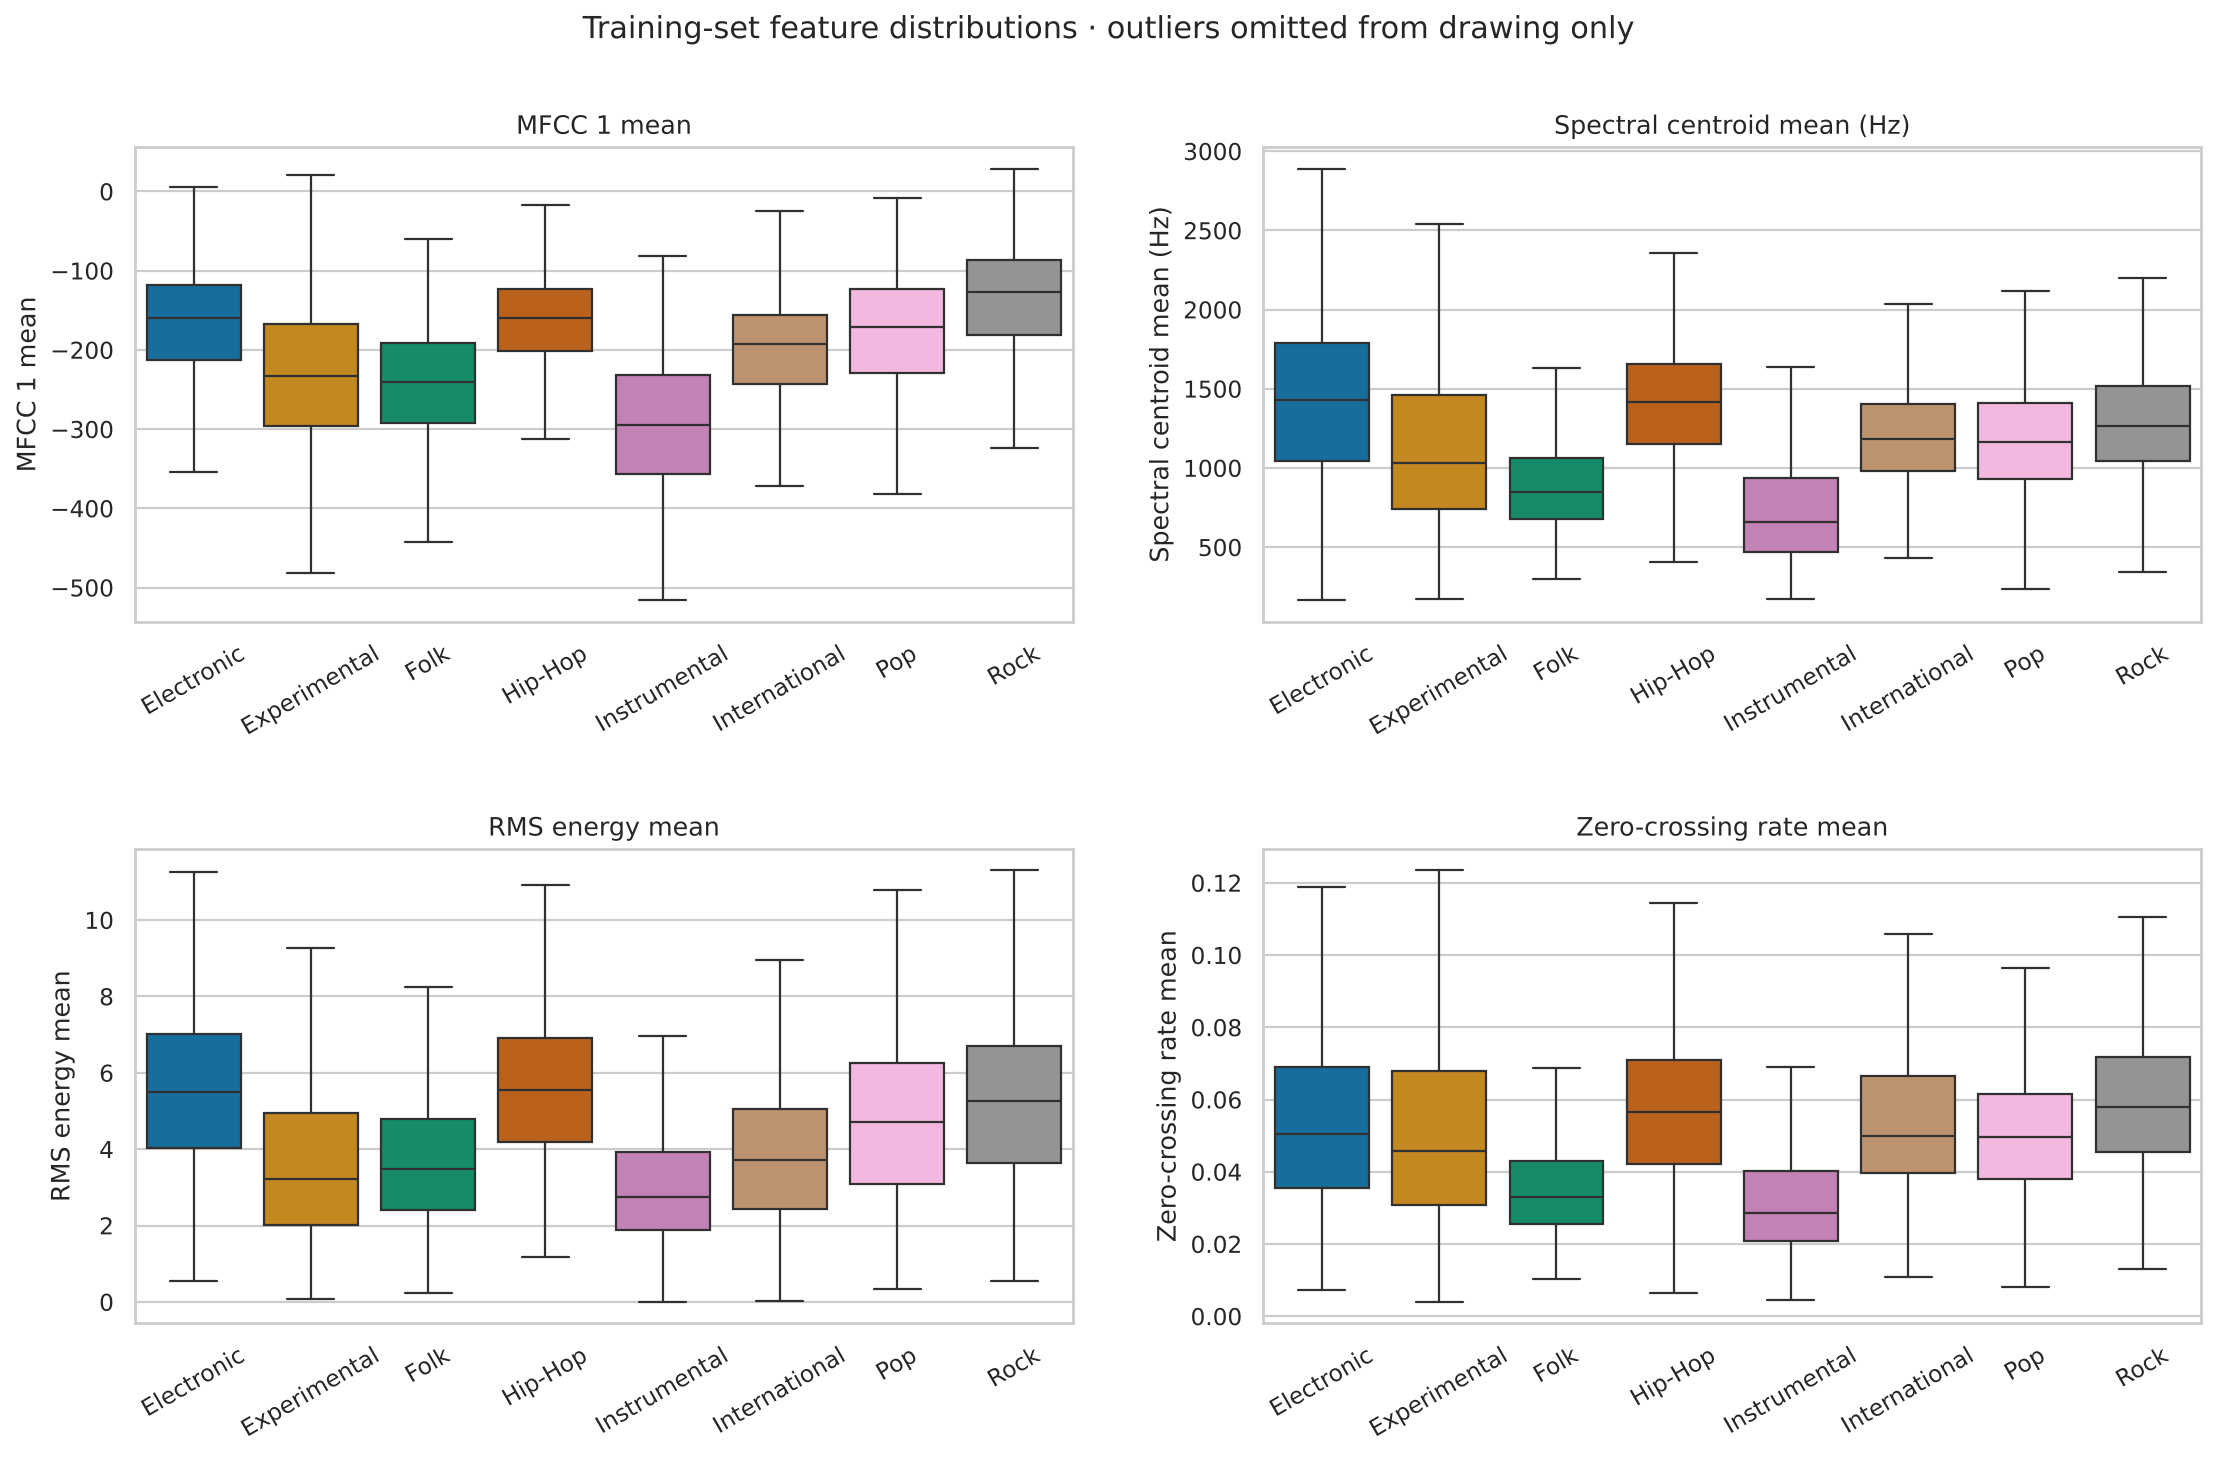 Training-set feature distributions · outliers omitted from drawing only
MFCC 1 mean
MFCC 1 mean
0
−100
−200
−300
−400
−500
Electronic
Experimental
Folk
Hip-Hop
Instrumental
International
Pop
Rock
Spectral centroid mean (Hz)
Spectral centroid mean (Hz)
3000
2500
2000
1500
1000
500
Electronic
Experimental
Folk
Hip-Hop
Instrumental
International
Pop
Rock
RMS energy mean
RMS energy mean
10
8
6
4
2
0
Electronic
Experimental
Folk
Hip-Hop
Instrumental
International
Pop
Rock
Zero-crossing rate mean
Zero-crossing rate mean
0.12
0.10
0.08
0.06
0.04
0.02
0.00
Electronic
Experimental
Folk
Hip-Hop
Instrumental
International
Pop
Rock